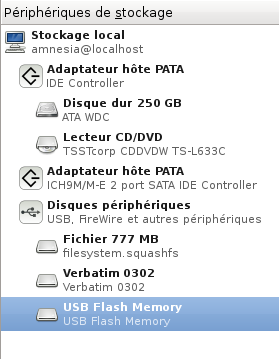 Périphériques de stockage
Stockage local
amnesia@localhost
Adaptateur hôte PATA
IDE Controller
Disque dur 250 GB
ATA WDC
Lecteur CD/DVD
TSSTcorp CDDVDW TS-L633C
Adaptateur hôte PATA
ICH9M/M-E 2 port SATA IDE Controller
Disques périphériques
USB, FireWire et autres périphériques
Fichier 777 MB
filesystem.squashfs
Verbatim 0302
Verbatim 0302
USB Flash Memory
USB Flash Memory